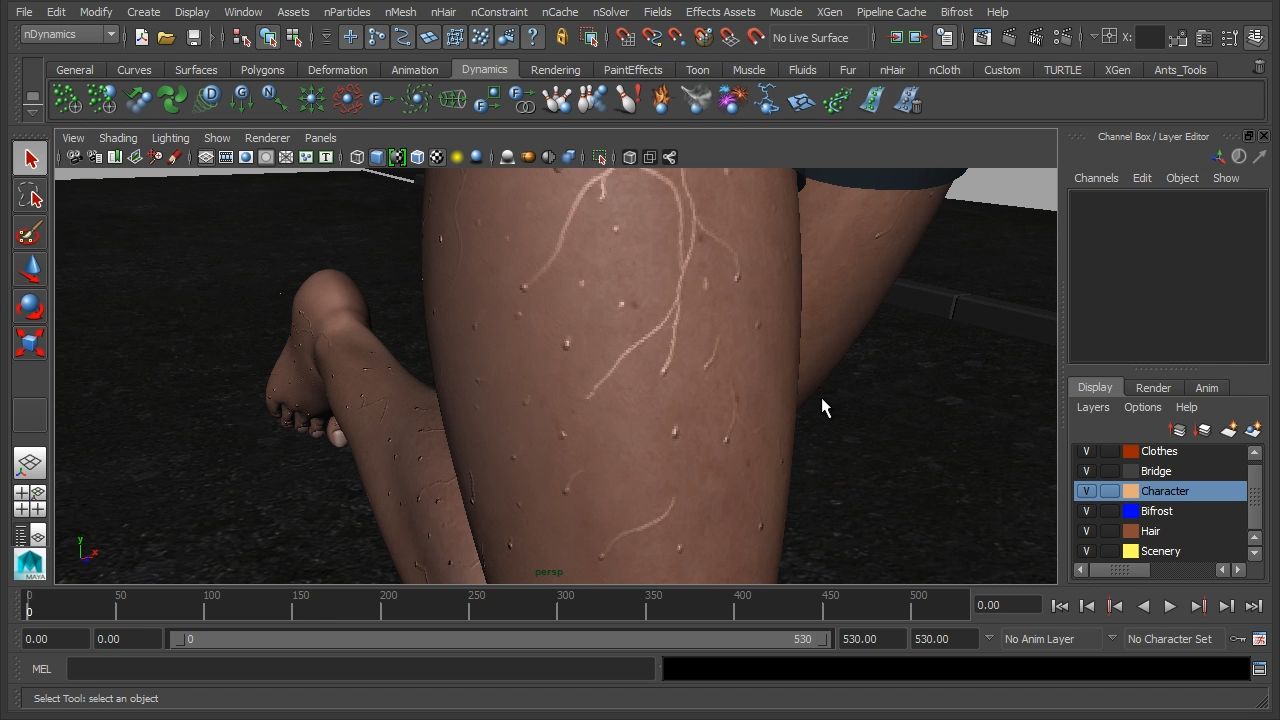 File Edit Modify Create Display Window Assets nParticles nMesh nHair nConstraint nCache nSolver Fields Effects Assets Muscle XGen Pipeline Cache Bifrost Help
nDynamics No Live Surface X:
General Curves Surfaces Polygons Deformation Animation Dynamics Rendering PaintEffects Toon Muscle Fluids Fur nHair nCloth Custom TURTLE XGen Ants_Tools
View Shading Lighting Show Renderer Panels
Channel Box / Layer Editor
Channels Edit Object Show
Display Render Anim
Layers Options Help
V Clothes
V Bridge
V Character
V Bifrost
V Hair
V Scenery
y
x
persp
MAYA
0 50 100 150 200 250 300 350 400 450 500
0
0.00
0.00 0.00 0 530 530.00 530.00 No Anim Layer No Character Set
MEL
Select Tool: select an object